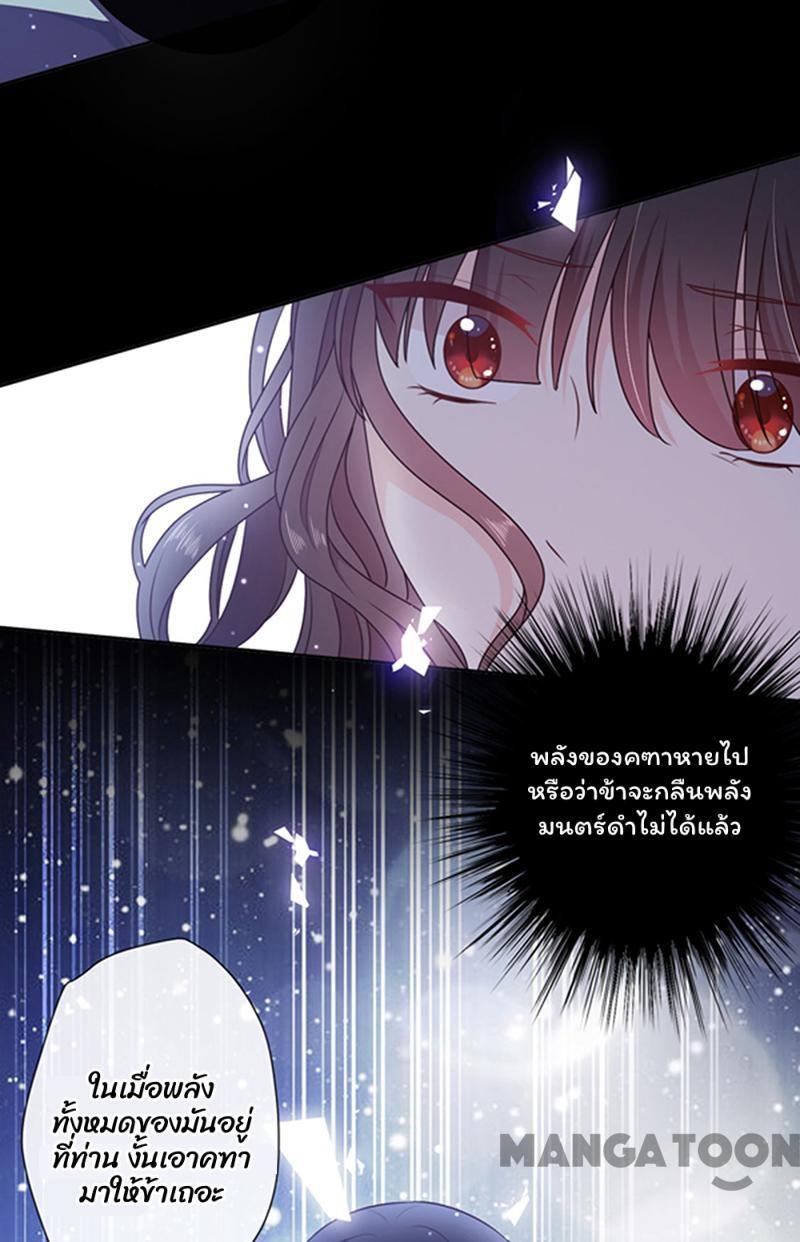 พลังของคฑาหายไป
หรือว่าข้าจะกลืนพลัง
มนตร์ดำไม่ได้แล้ว
ในเมื่อพลัง
ทั้งหมดของมันอยู่
ที่ท่าน งั้นเอาคฑา
มาให้ข้าเถอะ
MANGATOON